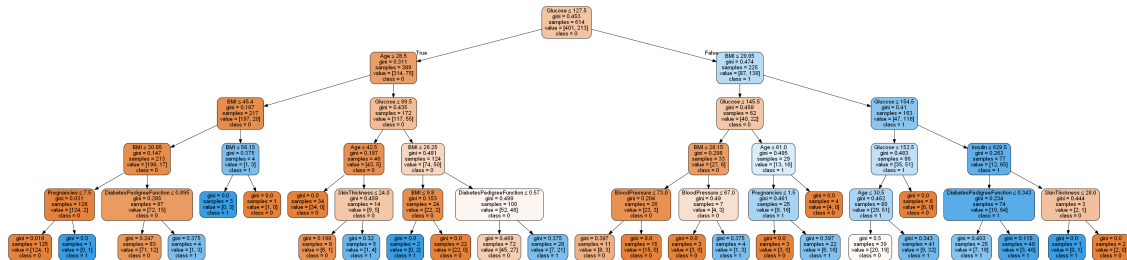 Glucose ≤ 127.5
gini = 0.453
samples = 614
value = [401, 213]
class = 0
True
False
Age ≤ 28.5
gini = 0.311
samples = 389
value = [314, 75]
class = 0
BMI ≤ 29.95
gini = 0.474
samples = 225
value = [87, 138]
class = 1
BMI ≤ 45.4
gini = 0.167
samples = 217
value = [197, 20]
class = 0
Glucose ≤ 99.5
gini = 0.435
samples = 172
value = [117, 55]
class = 0
Glucose ≤ 145.5
gini = 0.458
samples = 62
value = [40, 22]
class = 0
Glucose ≤ 154.5
gini = 0.41
samples = 163
value = [47, 116]
class = 1
BMI ≤ 30.95
gini = 0.147
samples = 213
value = [196, 17]
class = 0
BMI ≤
gini = 0.375
samples = 4
value = [1, 3]
class = 1
Age ≤ 42.5
gini = 0.187
samples = 48
value = [43, 5]
class = 0
BMI ≤ 26.25
gini = 0.481
samples = 124
value = [74, 50]
class = 0
BMI ≤ 28.15
gini = 0.298
samples = 33
value = [27, 6]
class = 0
Age ≤ 61.0
gini = 0.495
samples = 29
value = [13, 16]
class = 1
Glucose ≤ 152.5
gini = 0.483
samples = 86
value = [35, 51]
class = 1
Insulin ≤ 629.5
gini = 0.263
samples = 77
value = [12, 65]
class = 1
Pregnancies ≤ 7.5
gini = 0.031
samples = 126
value = [124, 2]
class = 0
DiabetesPedigreeFunction ≤ 0.895
gini = 0.285
samples = 87
value = [72, 15]
class = 0
gini = 0.0
samples = 3
value = [0, 3]
class = 1
gini = 0.0
samples = 1
value = [1, 0]
class = 0
gini = 0.0
samples = 34
value = [34, 0]
class = 0
SkinThickness ≤ 24.0
gini = 0.459
samples = 14
value = [9, 5]
class = 0
BMI ≤ 9.8
gini = 0.153
samples = 24
value = [22, 2]
class = 0
DiabetesPedigreeFunction ≤ 0.57
gini = 0.499
samples = 100
value = [52, 48]
class = 0
BloodPressure ≤ 73.0
gini = 0.204
samples = 26
value = [23, 3]
class = 0
BloodPressure ≤ 67.0
gini = 0.49
samples = 7
value = [4, 3]
class = 0
Pregnancies ≤ 1.5
gini = 0.461
samples = 25
value = [9, 16]
class = 1
gini = 0.0
samples = 4
value = [4, 0]
class = 0
Age ≤ 30.5
gini = 0.462
samples = 80
value = [29, 51]
class = 1
gini = 0.0
samples = 6
value = [6, 0]
class = 0
DiabetesPedigreeFunction ≤ 0.343
gini = 0.234
samples = 74
value = [10, 64]
class = 1
SkinThickness ≤ 28.0
gini = 0.444
samples = 3
value = [2, 1]
class = 0
gini = 0.016
samples = 125
value = [124, 1]
class = 0
gini = 0.0
samples = 1
value = [0, 1]
class = 1
gini = 0.247
samples = 83
value = [71, 12]
class = 0
gini = 0.375
samples = 4
value = [1, 3]
class = 1
gini = 0.198
samples = 9
value = [8, 1]
class = 0
gini = 0.32
samples = 5
value = [1, 4]
class = 1
gini = 0.0
samples = 2
value = [0, 2]
class = 1
gini = 0.0
samples = 22
value = [22, 0]
class = 0
gini = 0.469
samples = 72
value = [45, 27]
class = 0
gini = 0.375
samples = 28
value = [7, 21]
class = 1
gini = 0.397
samples = 11
value = [8, 3]
class = 0
gini = 0.0
samples = 15
value = [15, 0]
class = 0
gini = 0.0
samples = 3
value = [3, 0]
class = 0
gini = 0.375
samples = 4
value = [1, 3]
class = 1
gini = 0.0
samples = 3
value = [3, 0]
class = 0
gini = 0.397
samples = 22
value = [6, 16]
class = 1
gini = 0.5
samples = 39
value = [20, 19]
class = 0
gini = 0.343
samples = 41
value = [9, 32]
class = 1
gini = 0.403
samples = 25
value = [7, 18]
class = 1
gini = 0.115
samples = 49
value = [3, 46]
class = 1
gini = 0.0
samples = 1
value = [0, 1]
class = 1
gini = 0.0
samples = 2
value = [2, 0]
class = 0